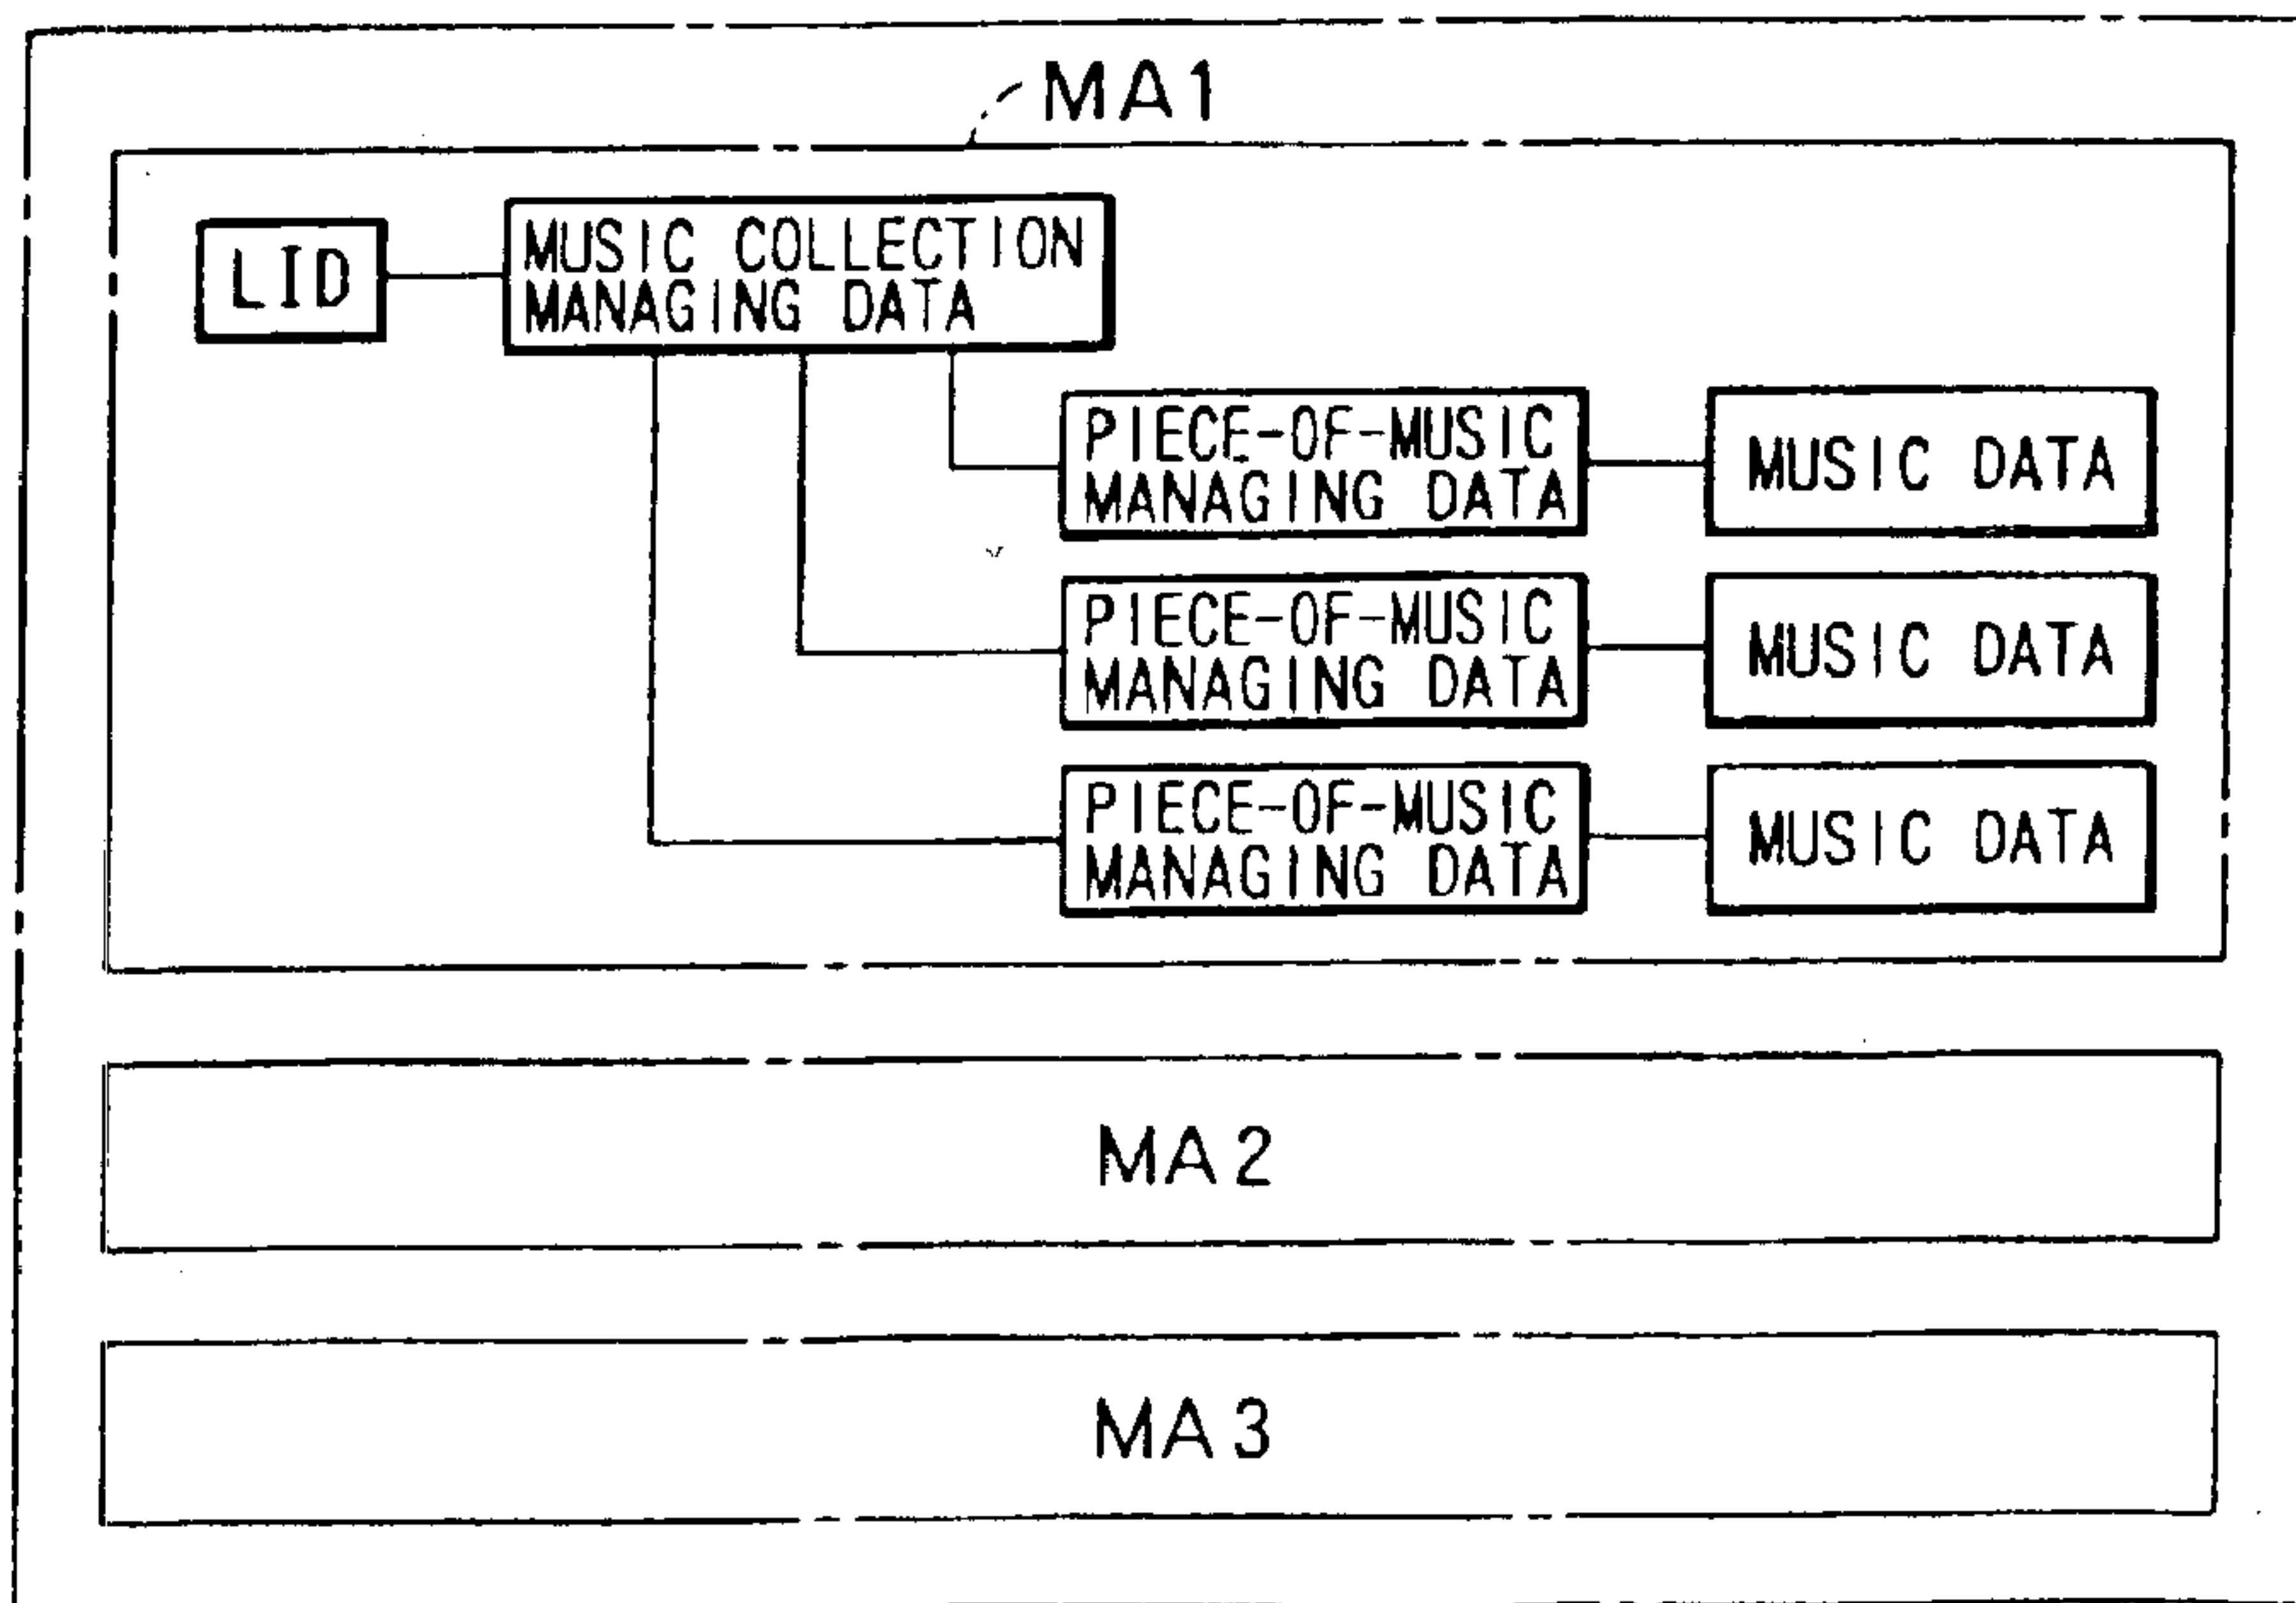 MA1
LID
MUSIC COLLECTION
MANAGING DATA
PIECE-OF-MUSIC
MANAGING DATA
MUSIC DATA
PIECE-OF-MUSIC
MANAGING DATA
MUSIC DATA
PIECE-OF-MUSIC
MANAGING DATA
MUSIC DATA
MA2
MA3